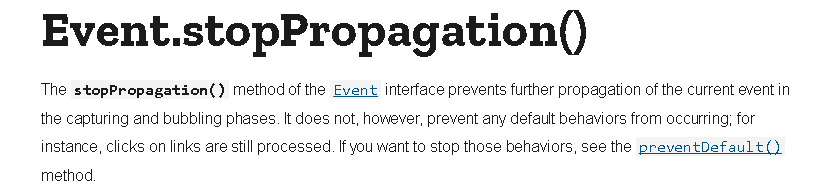 Event.stopPropagation()
The stopPropagation() method of the Event interface prevents further propagation of the current event in
the capturing and bubbling phases. It does not, however, prevent any default behaviors from occurring; for
instance, clicks on links are still processed. If you want to stop those behaviors, see the preventDefault()
method.